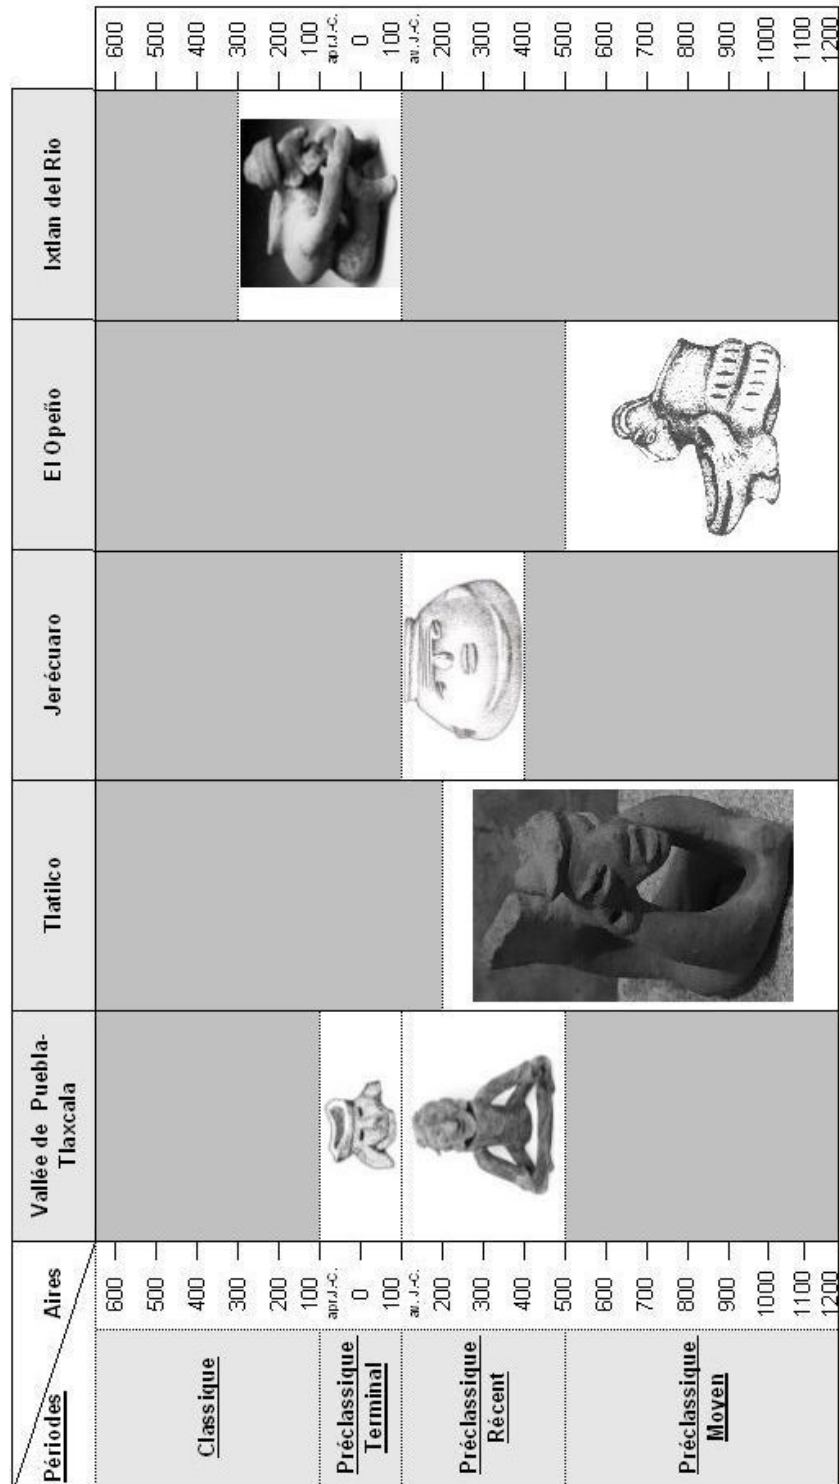 Périodes
Aires
Vallée de Puebla-
Tlaxcala
Tlatilco
Jerécuaro
El Opeño
Ixtlan del Rio
Classique
Préclassique
Terminal
Préclassique
Récent
Préclassique
Moyen
600
500
400
300
200
100
apr.J.-C.
0
100
av. J.-C.
200
300
400
500
600
700
800
900
1000
1100
1200
600
500
400
300
200
100
apr.J.-C.
0
100
av. J.-C.
200
300
400
500
600
700
800
900
1000
1100
1200